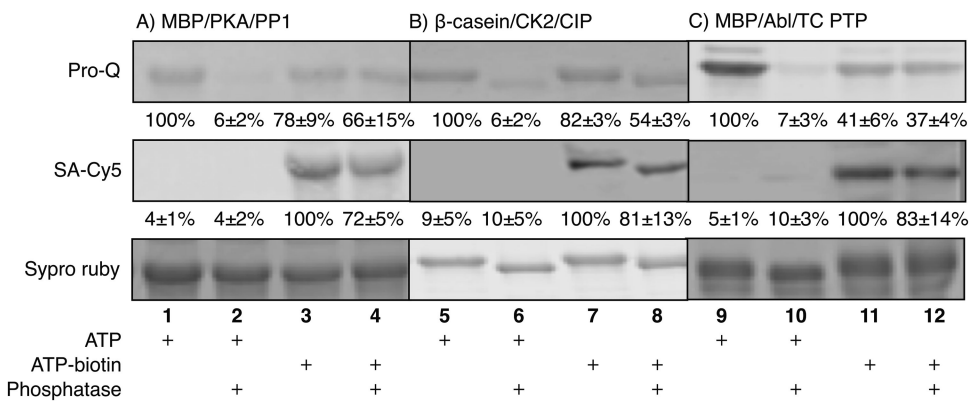 A) MBP/PKA/PP1 B) β-casein/CK2/CIP C) MBP/Abl/TC PTP
Pro-Q
100% 6±2% 78±9% 66±15% 100% 6±2% 82±3% 54±3% 100% 7±3% 41±6% 37±4%
SA-Cy5
4±1% 4±2% 100% 72±5% 9±5% 10±5% 100% 81±13% 5±1% 10±3% 100% 83±14%
Sypro ruby
1 2 3 4 5 6 7 8 9 10 11 12
ATP + + + + + +
ATP-biotin + + + + + +
Phosphatase + + + + + +